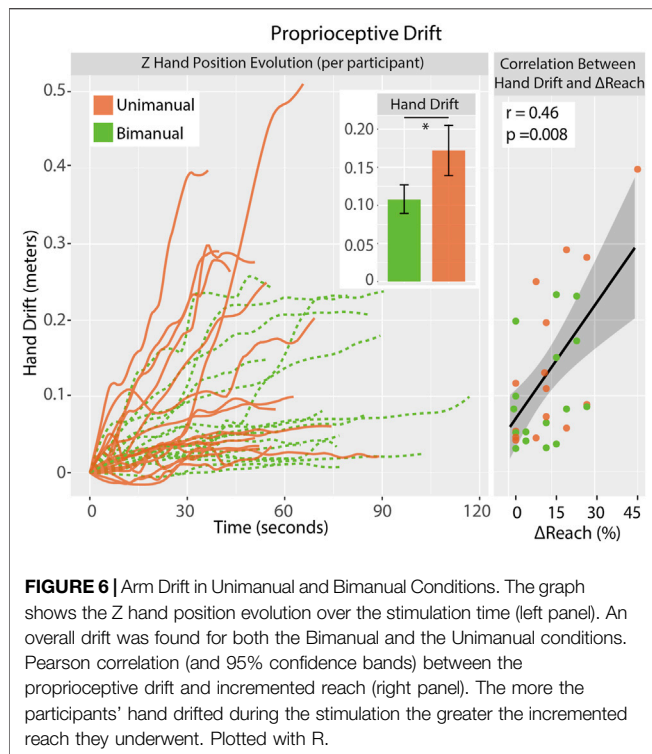 Proprioceptive Drift
Z Hand Position Evolution (per participant)
Correlation Between
Hand Drift and ΔReach
Unimanual
Bimanual
Hand Drift
*
0.20
0.15
0.10
0.05
0
r = 0.46
p =0.008
Hand Drift (meters)
0.5
0.4
0.3
0.2
0.1
0
0
30
60
90
120
Time (seconds)
0
15
30
45
ΔReach (%)
FIGURE 6 | Arm Drift in Unimanual and Bimanual Conditions. The graph
shows the Z hand position evolution over the stimulation time (left panel). An
overall drift was found for both the Bimanual and the Unimanual conditions.
Pearson correlation (and 95% confidence bands) between the
proprioceptive drift and incremented reach (right panel). The more the
participants' hand drifted during the stimulation the greater the incremented
reach they underwent. Plotted with R.